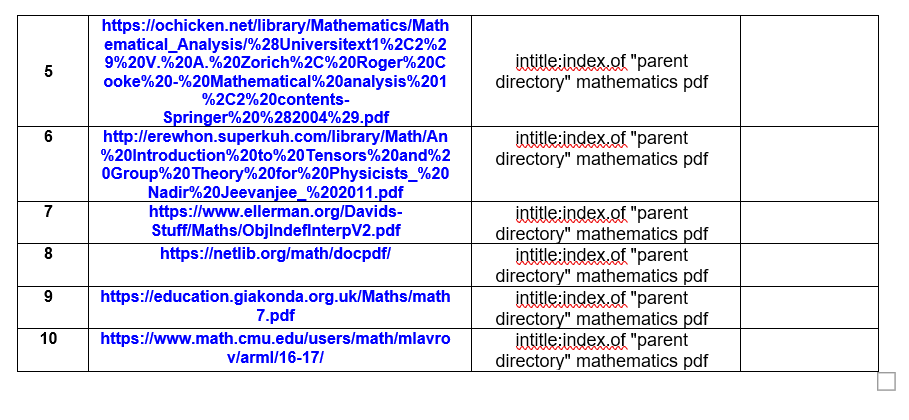 5
https://ochicken.net/library/Mathematics/Math
ematical_Analysis/%28Universitext1%2C2%2
9%20V.%20A.%20Zorich%2C%20Roger%20C
ooke%20-%20Mathematical%20analysis%201
%2C2%20contents-
Springer%20%282004%29.pdf
intitle:index.of "parent
directory" mathematics pdf
6
http://erewhon.superkuh.com/library/Math/An
%20Introduction%20to%20Tensors%20and%2
0Group%20Theory%20for%20Physicists_%20
Nadir%20Jeevanjee_%202011.pdf
intitle:index.of "parent
directory" mathematics pdf
7
https://www.ellerman.org/Davids-
Stuff/Maths/ObjIndefInterpV2.pdf
intitle:index.of "parent
directory" mathematics pdf
8
https://netlib.org/math/docpdf/
intitle:index.of "parent
directory" mathematics pdf
9
https://education.giakonda.org.uk/Maths/math
7.pdf
intitle:index.of "parent
directory" mathematics pdf
10
https://www.math.cmu.edu/users/math/mlavro
v/arml/16-17/
intitle:index.of "parent
directory" mathematics pdf